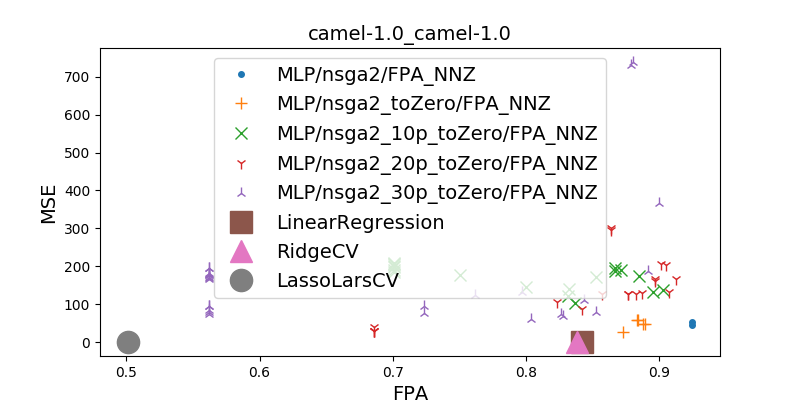 camel-1.0_camel-1.0
MSE
700
600
500
400
300
200
100
0
MLP/nsga2/FPA_NNZ
MLP/nsga2_toZero/FPA_NNZ
MLP/nsga2_10p_toZero/FPA_NNZ
MLP/nsga2_20p_toZero/FPA_NNZ
MLP/nsga2_30p_toZero/FPA_NNZ
LinearRegression
RidgeCV
LassoLarsCV
0.5 0.6 0.7 0.8 0.9
FPA